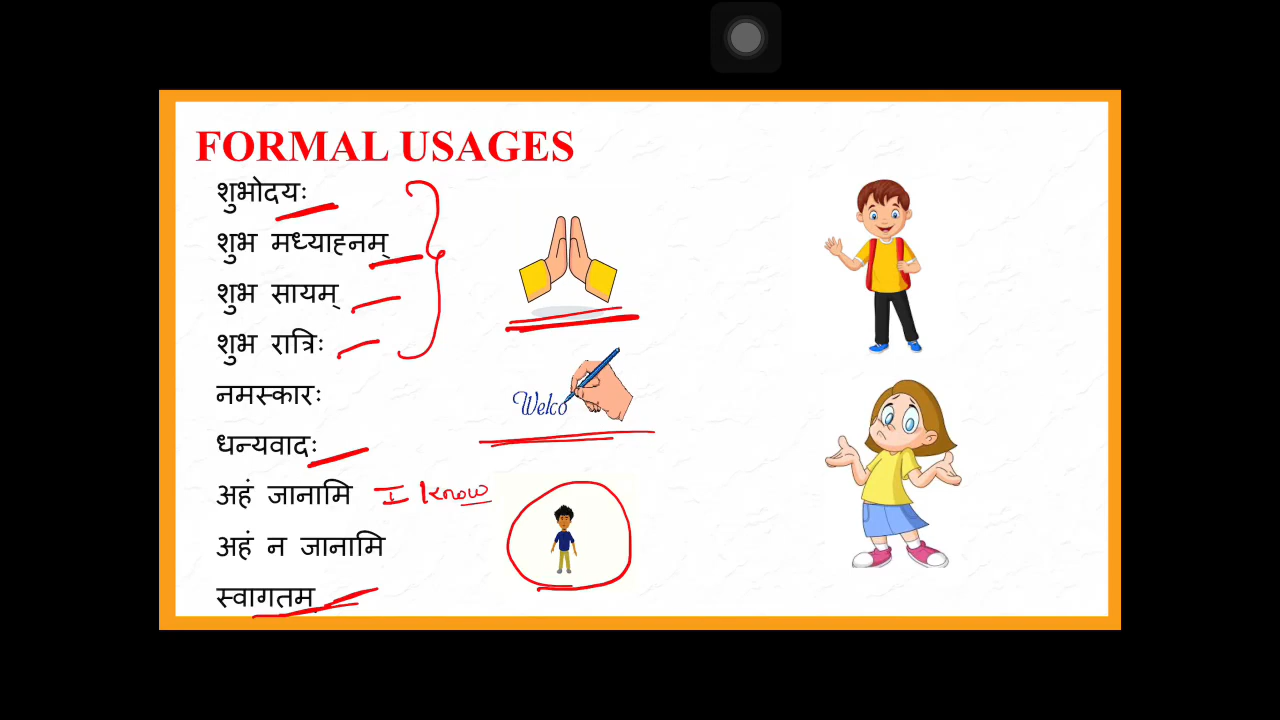 FORMAL USAGES
शुभोदयः
शुभ मध्याह्नम्
शुभ सायम्
शुभ रात्रिः
नमस्कारः
धन्यवादः
अहं जानामि I know
अहं न जानामि
स्वागतम्
Welco